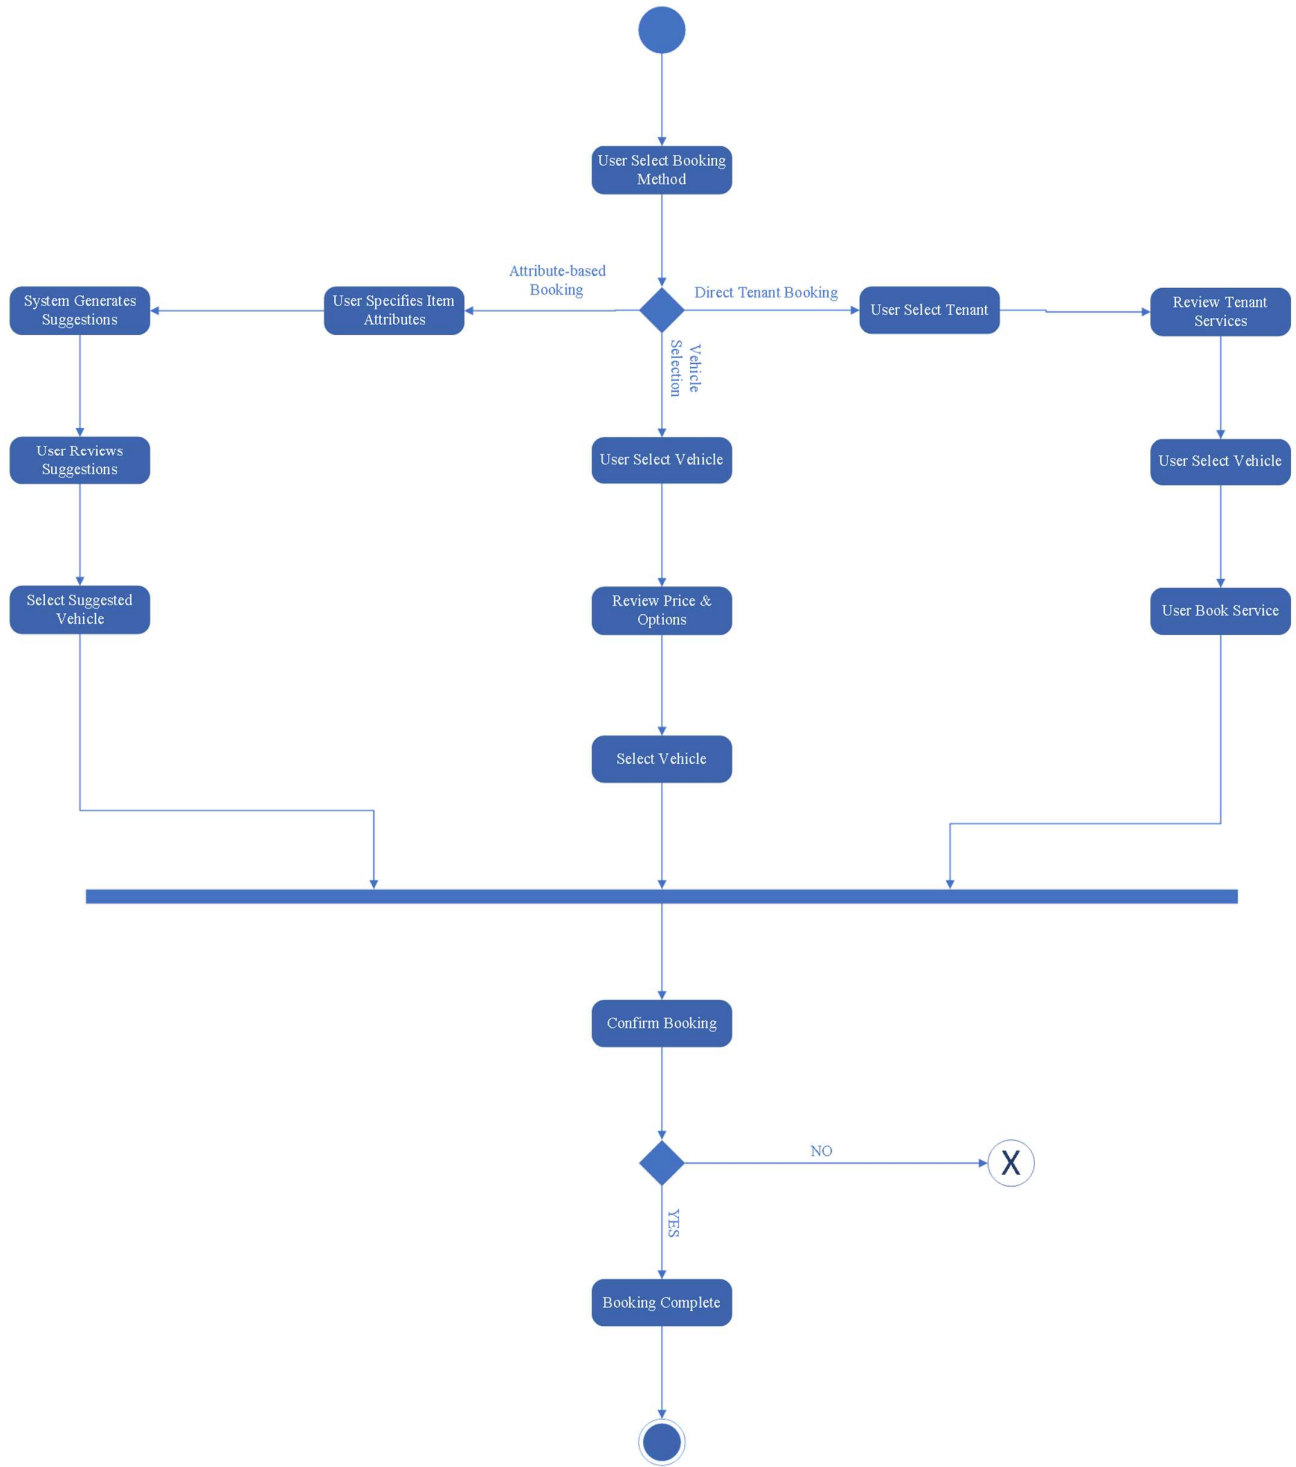 User Select Booking
Method
Attribute-based
Booking
Direct Tenant Booking
System Generates
Suggestions
User Specifies Item
Attributes
User Select Tenant
Review Tenant
Services
Vehicle
Selection
User Reviews
Suggestions
User Select Vehicle
User Select Vehicle
Select Suggested
Vehicle
Review Price &
Options
User Book Service
Select Vehicle
Confirm Booking
NO
X
YES
Booking Complete